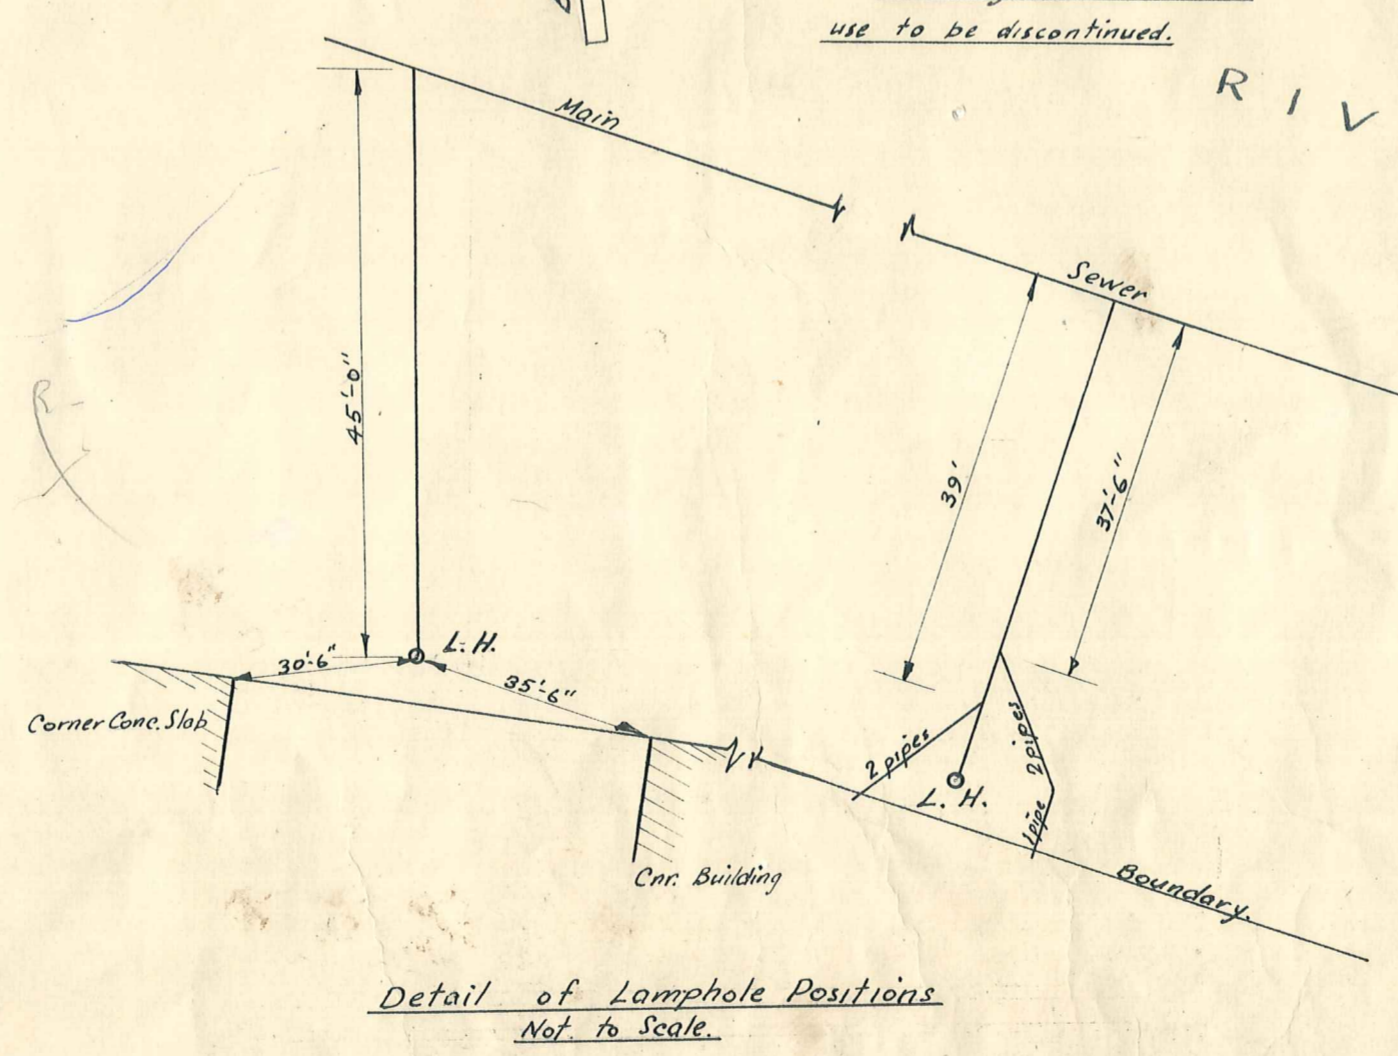 use to be discontinued.
R I V
Main
Sewer
45'-0"
39'
37'-6"
L. H.
30'-6"
35'-6"
Corner Conc. Slab
2 pipes
2 pipes
L. H.
1 pipe
Cnr. Building
Boundary.
Detail of Lamphole Positions
Not to Scale.